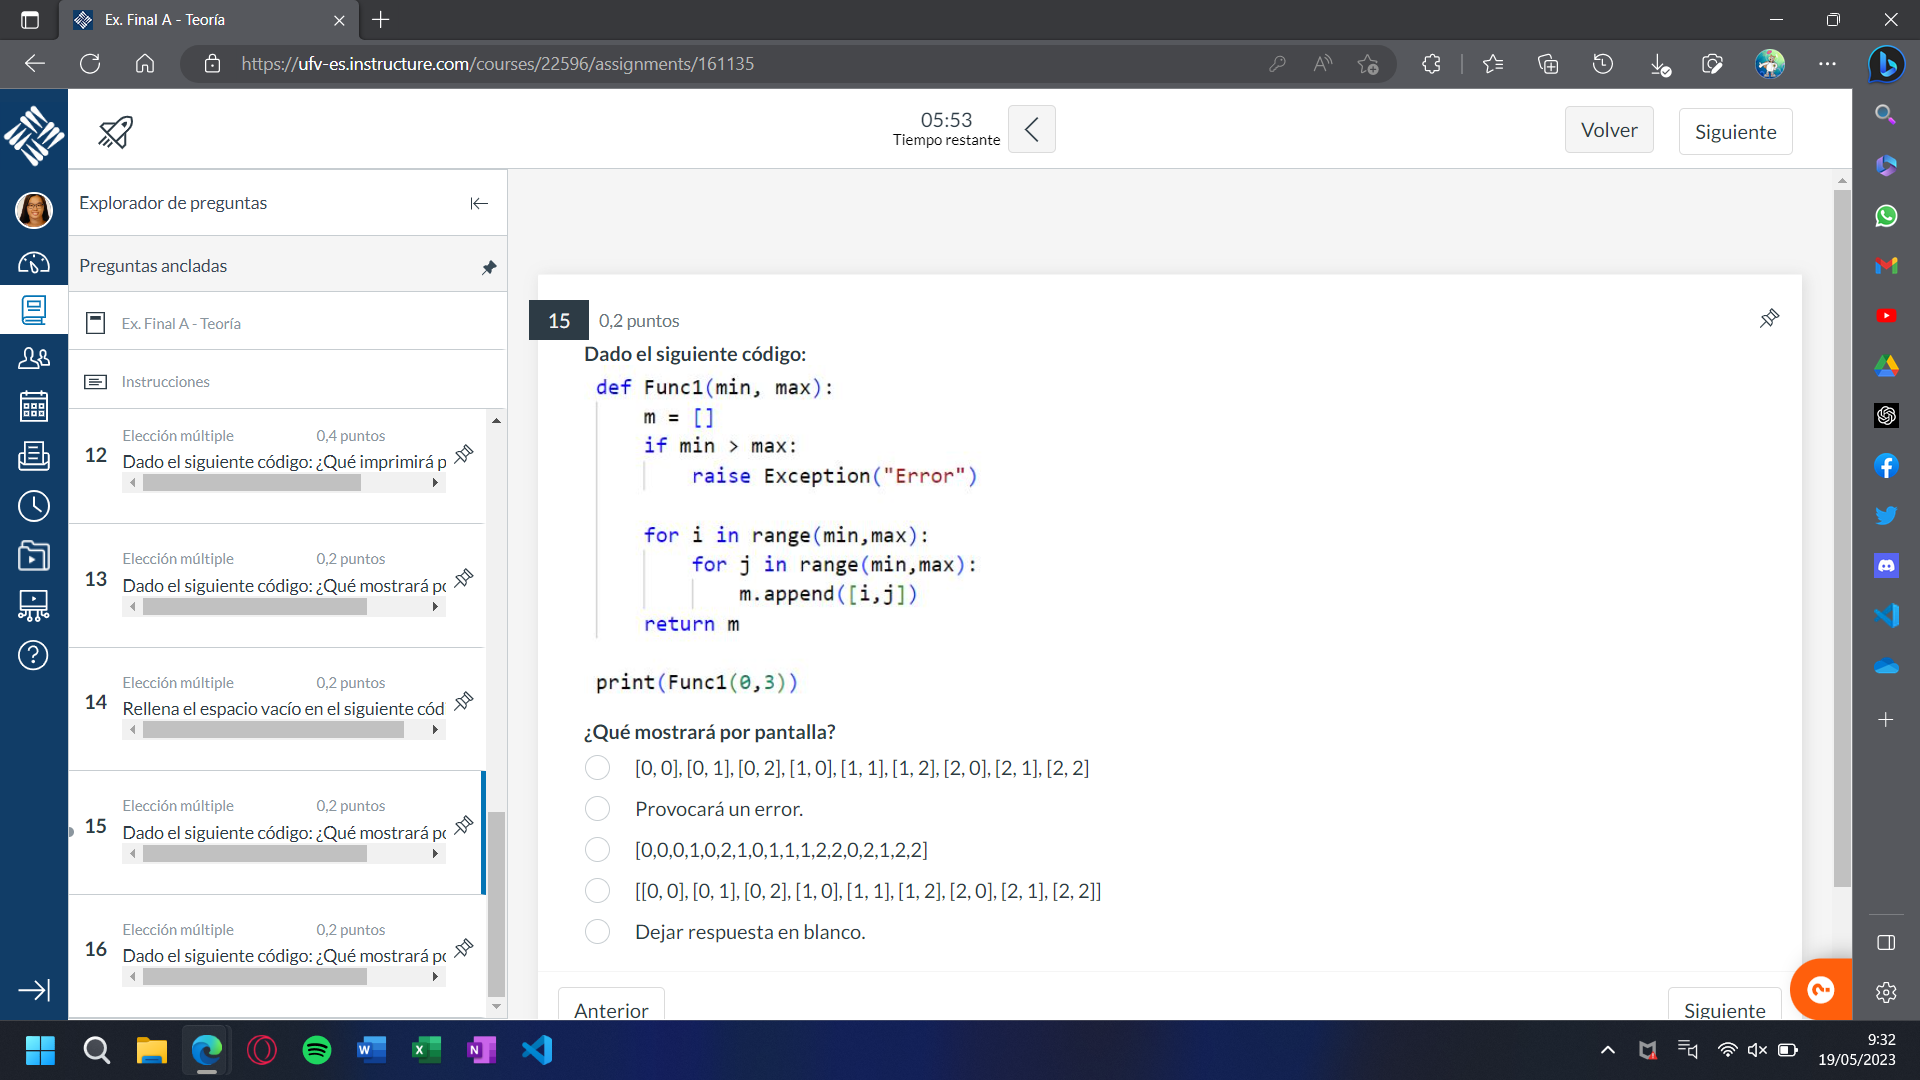 Ex. Final A - Teoría
https://ufv-es.instructure.com/courses/22596/assignments/161135
05:53
Tiempo restante
Volver
Siguiente
Explorador de preguntas
Preguntas ancladas
Ex. Final A - Teoría
Instrucciones
12
Elección múltiple
0,4 puntos
Dado el siguiente código: ¿Qué imprimirá p
13
Elección múltiple
0,2 puntos
Dado el siguiente código: ¿Qué mostrará po
14
Elección múltiple
0,2 puntos
Rellena el espacio vacío en el siguiente cód
15
Elección múltiple
0,2 puntos
Dado el siguiente código: ¿Qué mostrará po
16
Elección múltiple
0,2 puntos
Dado el siguiente código: ¿Qué mostrará po
15
0,2 puntos
Dado el siguiente código:
def Func1(min, max):
m = []
if min > max:
raise Exception("Error")
for i in range(min,max):
for j in range(min,max):
m.append([i,j])
return m
print(Func1(0,3))
¿Qué mostrará por pantalla?
[0, 0], [0, 1], [0, 2], [1, 0], [1, 1], [1, 2], [2, 0], [2, 1], [2, 2]
Provocará un error.
[0,0,0,1,0,2,1,0,1,1,1,2,2,0,2,1,2,2]
[[0, 0], [0, 1], [0, 2], [1, 0], [1, 1], [1, 2], [2, 0], [2, 1], [2, 2]]
Dejar respuesta en blanco.
Anterior
Siguiente
9:32
19/05/2023